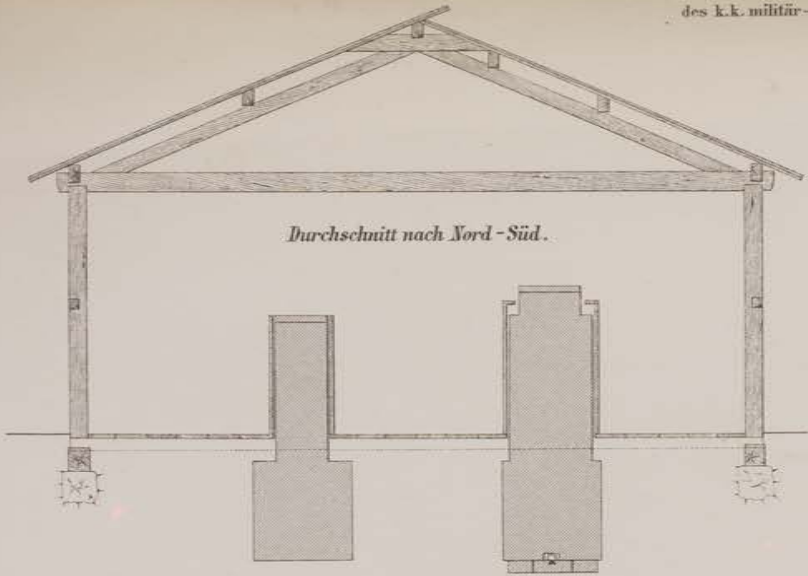 des k.k. militär-
Durchschnitt nach Nord-Süd.